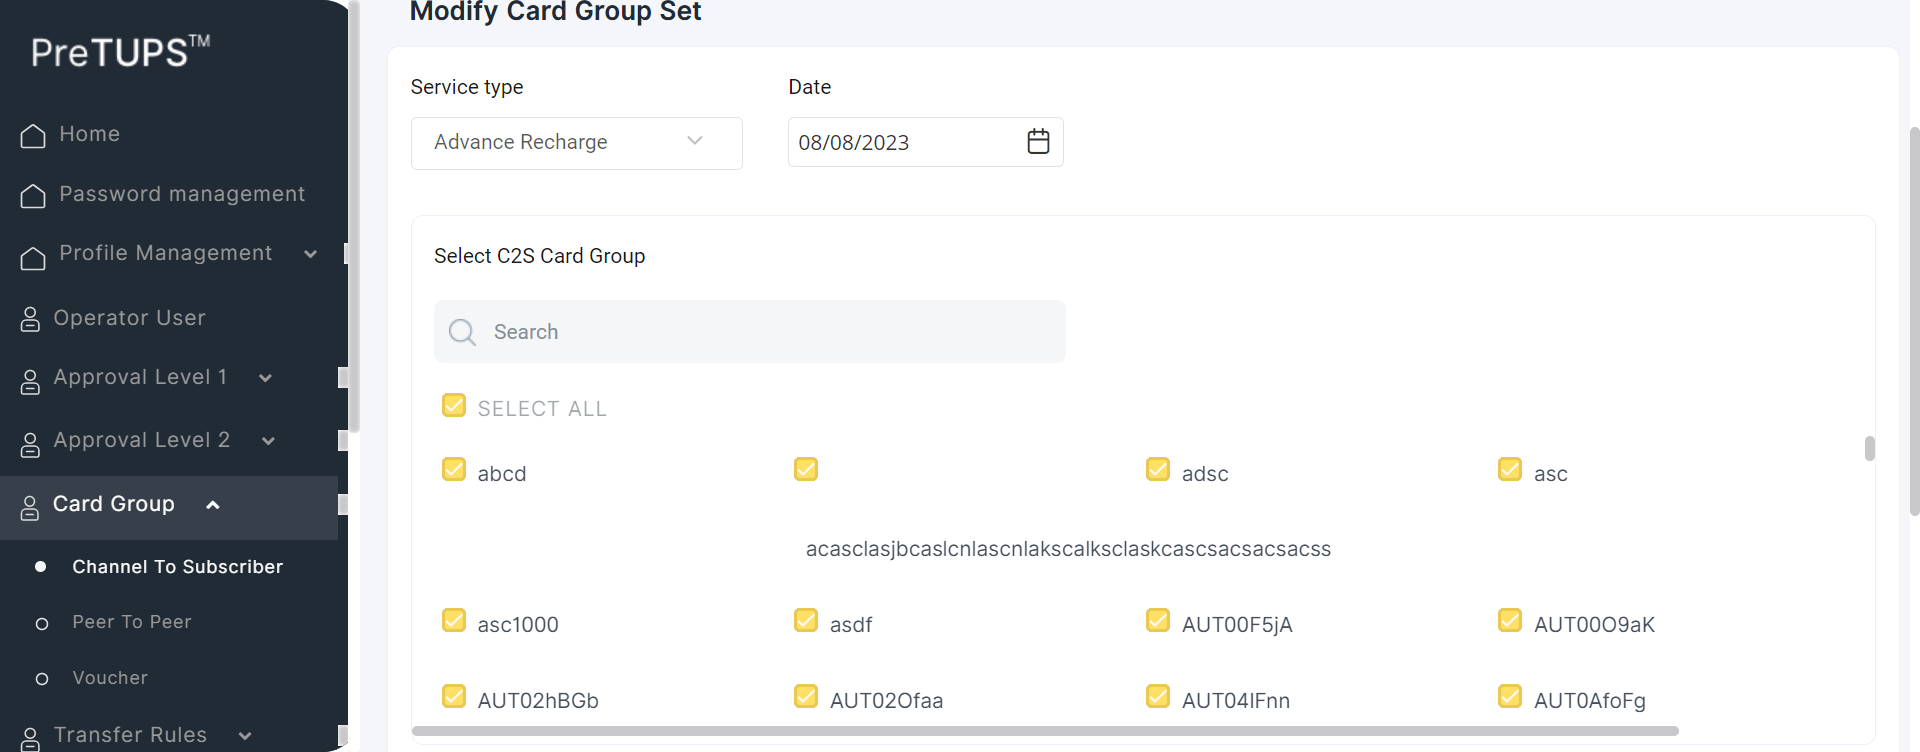 PreTUPS™
Home
Password management
Profile Management
Operator User
Approval Level 1
Approval Level 2
Card Group
Channel To Subscriber
Peer To Peer
Voucher
Transfer Rules
Modify Card Group Set
Service type Date
Advance Recharge 08/08/2023
Select C2S Card Group
Search
SELECT ALL
abcd adsc asc
acasclasjbcaslcnlascnlakscalksclaskcascsacsacsacss
asc1000 asdf AUT00F5jA AUT00O9aK
AUT02hBGb AUT02Ofaa AUT04lFnn AUT0AfoFg